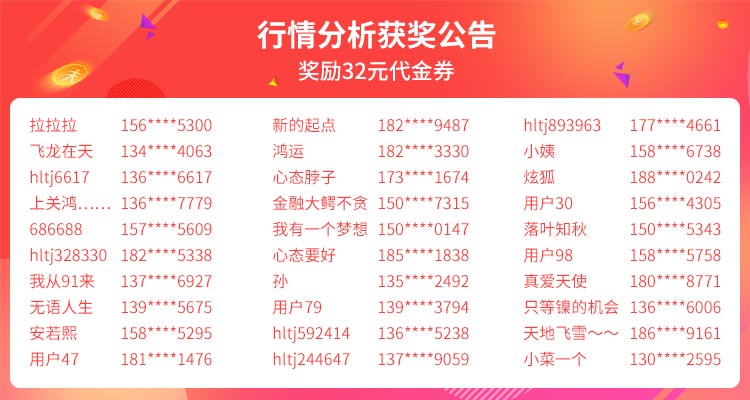 行情分析获奖公告
奖励32元代金券
拉拉拉 156****5300 新的起点 182****9487 hltj893963 177****4661
飞龙在天 134****4063 鸿运 182****3330 小姨 158****6738
hltj6617 136****6617 心态脖子 173****1674 炫狐 188****0242
上关鸿…… 136****7779 金融大鳄不贪 150****7315 用户30 156****4305
686688 157****5609 我有一个梦想 150****0147 落叶知秋 150****5343
hltj328330 182****5338 心态要好 185****1838 用户98 158****5758
我从91来 137****6927 孙 135****2492 真爱天使 180****8771
无语人生 139****5675 用户79 139****3794 只等镍的机会 136****6006
安若熙 158****5295 hltj592414 136****5238 天地飞雪～～ 186****9161
用户47 181****1476 hltj244647 137****9059 小菜一个 130****2595